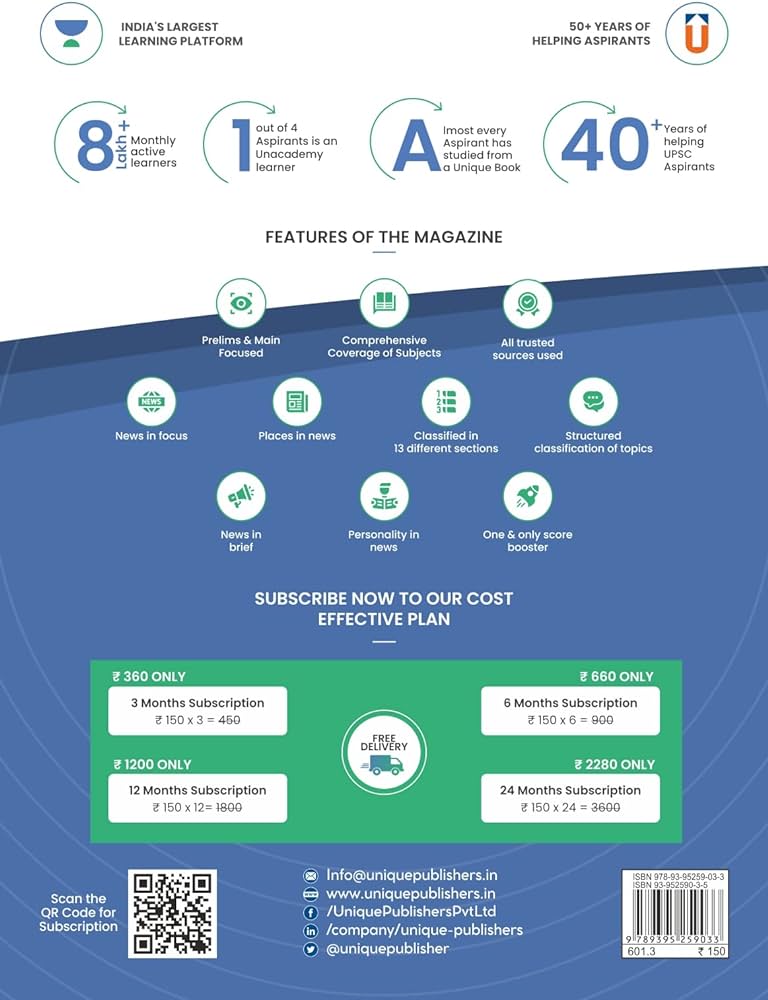 INDIA'S LARGEST
LEARNING PLATFORM
50+ YEARS OF
HELPING ASPIRANTS
8 Lakh+
Monthly
active
learners
1
out of 4
Aspirants is an
Unacademy
learner
A
lmost every
Aspirant has
studied from
a Unique Book
40+
Years of
helping
UPSC
Aspirants
FEATURES OF THE MAGAZINE
Prelims & Main
Focused
Comprehensive
Coverage of Subjects
All trusted
sources used
NEWS
News in focus
Places in news
1
2
3
Classified in
13 different sections
Structured
classification of topics
News in
brief
Personality in
news
One & only score
booster
SUBSCRIBE NOW TO OUR COST
EFFECTIVE PLAN
₹ 360 ONLY
3 Months Subscription
₹ 150 x 3 = 450
₹ 660 ONLY
6 Months Subscription
₹ 150 x 6 = 900
FREE
DELIVERY
₹ 1200 ONLY
12 Months Subscription
₹ 150 x 12= 1800
₹ 2280 ONLY
24 Months Subscription
₹ 150 x 24 = 3600
Scan the
QR Code for
Subscription
Info@uniquepublishers.in
www.uniquepublishers.in
/UniquePublishersPvtLtd
/company/unique-publishers
@uniquepublisher
ISBN 978-93-95259-03-3
ISBN 93-952590-3-5
9 789395 259033
601.3 ₹ 150